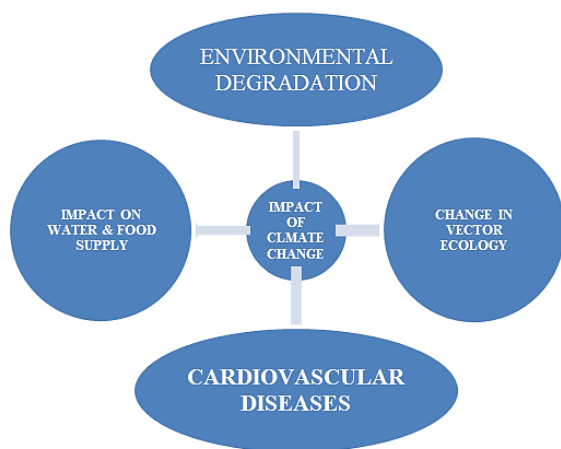 ENVIRONMENTAL
DEGRADATION
IMPACT ON
WATER & FOOD
SUPPLY
IMPACT
OF
CLMATE
CHANGE
CHANGE IN
VECTOR
ECOLOGY
CARDIOVASCULAR
DISEASES